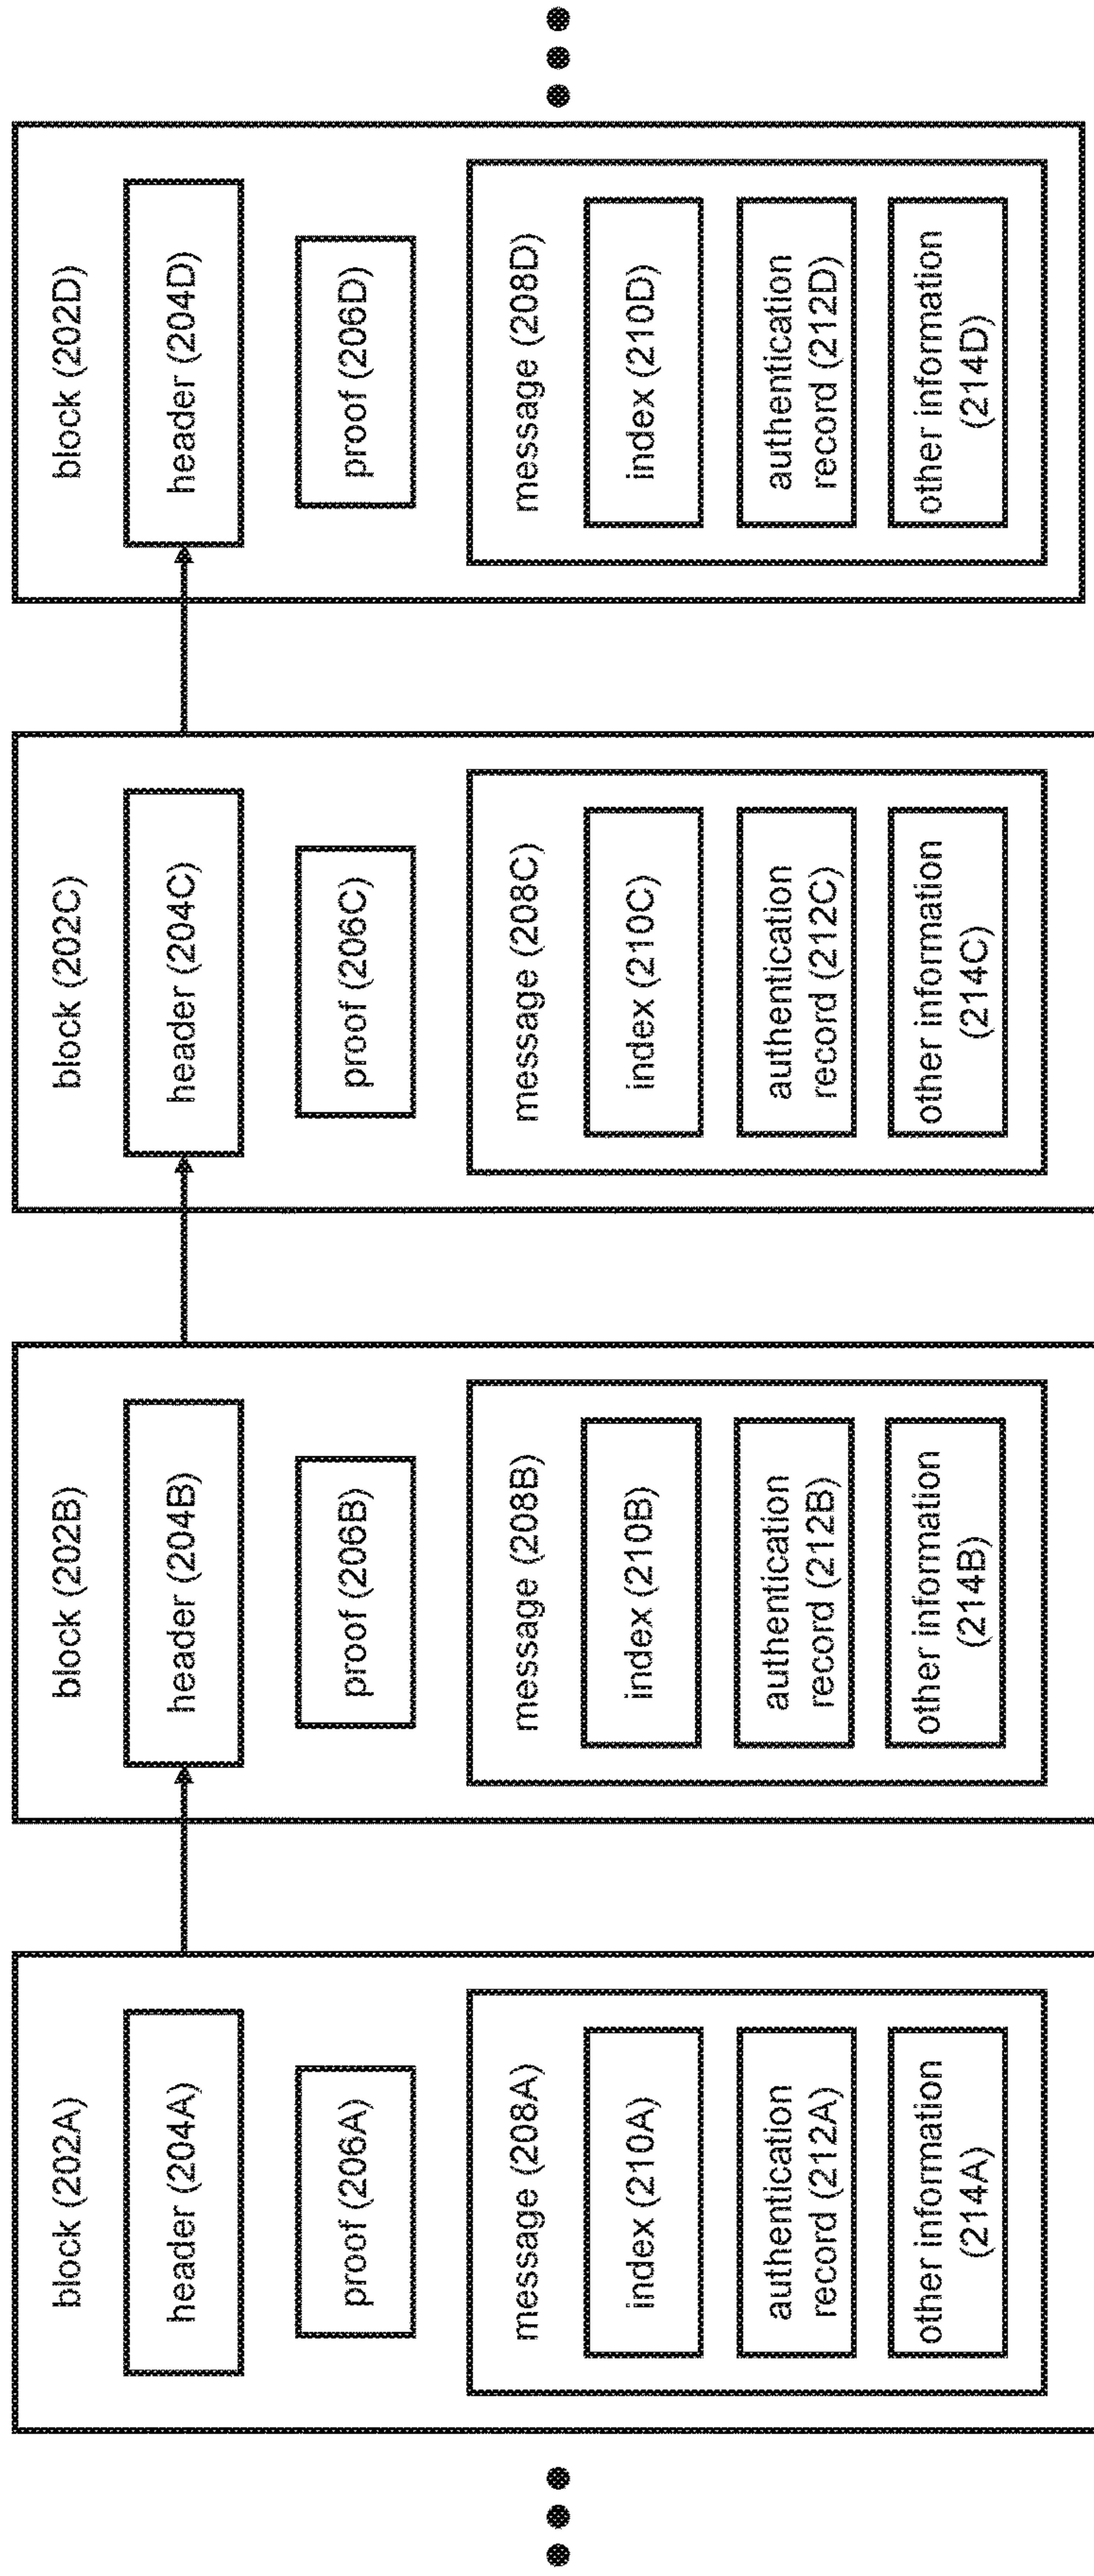 block (202A)
header (204A)
proof (206A)
message (208A)
index (210A)
authentication
record (212A)
other information
(214A)
block (202B)
header (204B)
proof (206B)
message (208B)
index (210B)
authentication
record (212B)
other information
(214B)
block (202C)
header (204C)
proof (206C)
message (208C)
index (210C)
authentication
record (212C)
other information
(214C)
block (202D)
header (204D)
proof (206D)
message (208D)
index (210D)
authentication
record (212D)
other information
(214D)